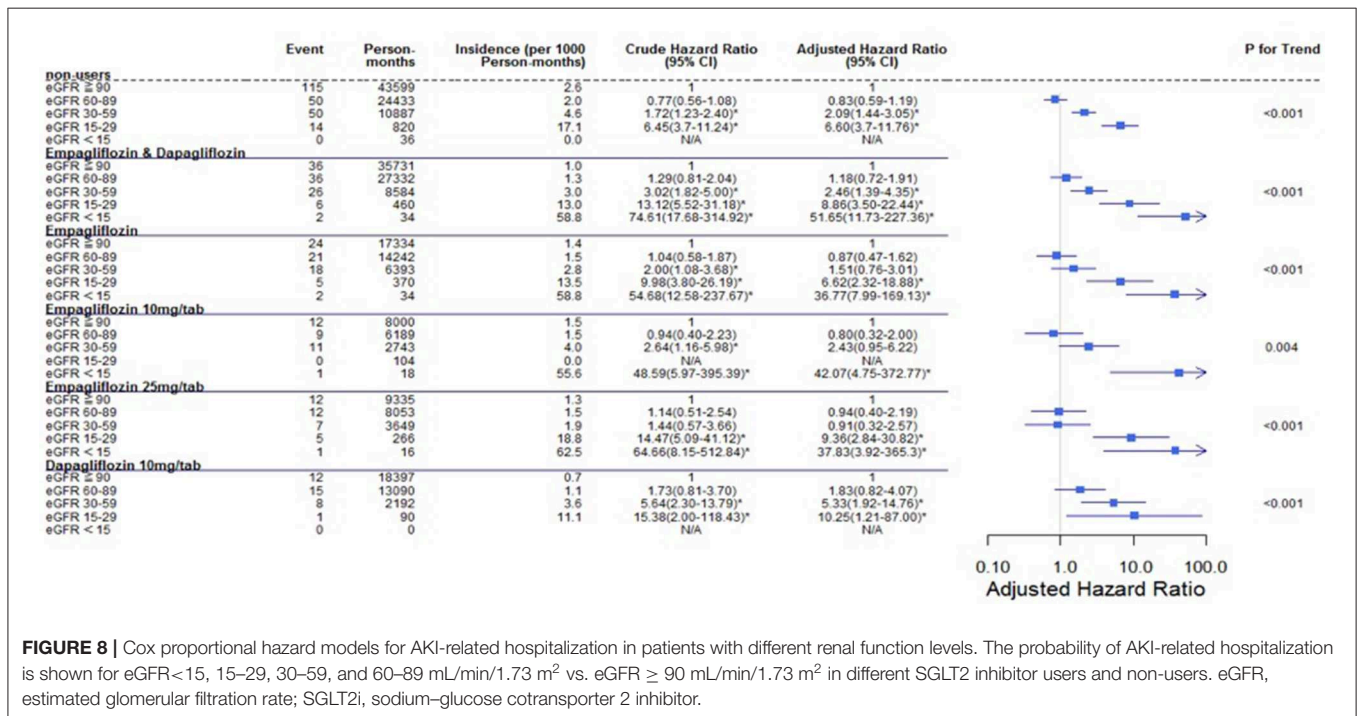 Event Person-months Incidence (per 1000 Person-months) Crude Hazard Ratio (95% CI) Adjusted Hazard Ratio (95% CI) P for Trend
non-users
eGFR ≧ 90 115 43599 2.6 1 1
eGFR 60-89 50 24433 2.0 0.77(0.56-1.08) 0.83(0.59-1.19)
eGFR 30-59 50 10887 4.6 1.72(1.23-2.40)* 2.09(1.44-3.05)* <0.001
eGFR 15-29 14 820 17.1 6.45(3.7-11.24)* 6.60(3.7-11.76)*
eGFR < 15 0 36 0.0 N/A N/A
Empagliflozin & Dapagliflozin
eGFR ≧ 90 36 35731 1.0 1 1
eGFR 60-89 36 27332 1.3 1.29(0.81-2.04) 1.18(0.72-1.91)
eGFR 30-59 26 8584 3.0 3.02(1.82-5.00)* 2.46(1.39-4.35)* <0.001
eGFR 15-29 6 460 13.0 13.12(5.52-31.18)* 8.86(3.50-22.44)*
eGFR < 15 2 34 58.8 74.61(17.68-314.92)* 51.65(11.73-227.36)*
Empagliflozin
eGFR ≧ 90 24 17334 1.4 1 1
eGFR 60-89 21 14242 1.5 1.04(0.58-1.87) 0.87(0.47-1.62)
eGFR 30-59 18 6393 2.8 2.00(1.08-3.68)* 1.51(0.76-3.01) <0.001
eGFR 15-29 5 370 13.5 9.98(3.80-26.19)* 6.62(2.32-18.88)*
eGFR < 15 2 34 58.8 54.68(12.58-237.67)* 36.77(7.99-169.13)*
Empagliflozin 10mg/tab
eGFR ≧ 90 12 8000 1.5 1 1
eGFR 60-89 9 6189 1.5 0.94(0.40-2.23) 0.80(0.32-2.00)
eGFR 30-59 11 2743 4.0 2.64(1.16-5.98)* 2.43(0.95-6.22) 0.004
eGFR 15-29 0 104 0.0 N/A N/A
eGFR < 15 1 18 55.6 48.59(5.97-395.39)* 42.07(4.75-372.77)*
Empagliflozin 25mg/tab
eGFR ≧ 90 12 9335 1.3 1 1
eGFR 60-89 12 8053 1.5 1.14(0.51-2.54) 0.94(0.40-2.19)
eGFR 30-59 7 3649 1.9 1.44(0.57-3.66) 0.91(0.32-2.57) <0.001
eGFR 15-29 5 266 18.8 14.47(5.09-41.12)* 9.36(2.84-30.82)*
eGFR < 15 1 16 62.5 64.66(8.15-512.84)* 37.83(3.92-365.3)*
Dapagliflozin 10mg/tab
eGFR ≧ 90 12 18397 0.7 1 1
eGFR 60-89 15 13090 1.1 1.73(0.81-3.70) 1.83(0.82-4.07)
eGFR 30-59 8 2192 3.6 5.64(2.30-13.79)* 5.33(1.92-14.76)* <0.001
eGFR 15-29 1 90 11.1 15.38(2.00-118.43)* 10.25(1.21-87.00)*
eGFR < 15 0 0 0.0 N/A N/A
0.10 1.0 10.0 100.0
Adjusted Hazard Ratio
FIGURE 8 | Cox proportional hazard models for AKI-related hospitalization in patients with different renal function levels. The probability of AKI-related hospitalization
is shown for eGFR<15, 15–29, 30–59, and 60–89 mL/min/1.73 m² vs. eGFR ≥ 90 mL/min/1.73 m² in different SGLT2 inhibitor users and non-users. eGFR,
estimated glomerular filtration rate; SGLT2i, sodium–glucose cotransporter 2 inhibitor.